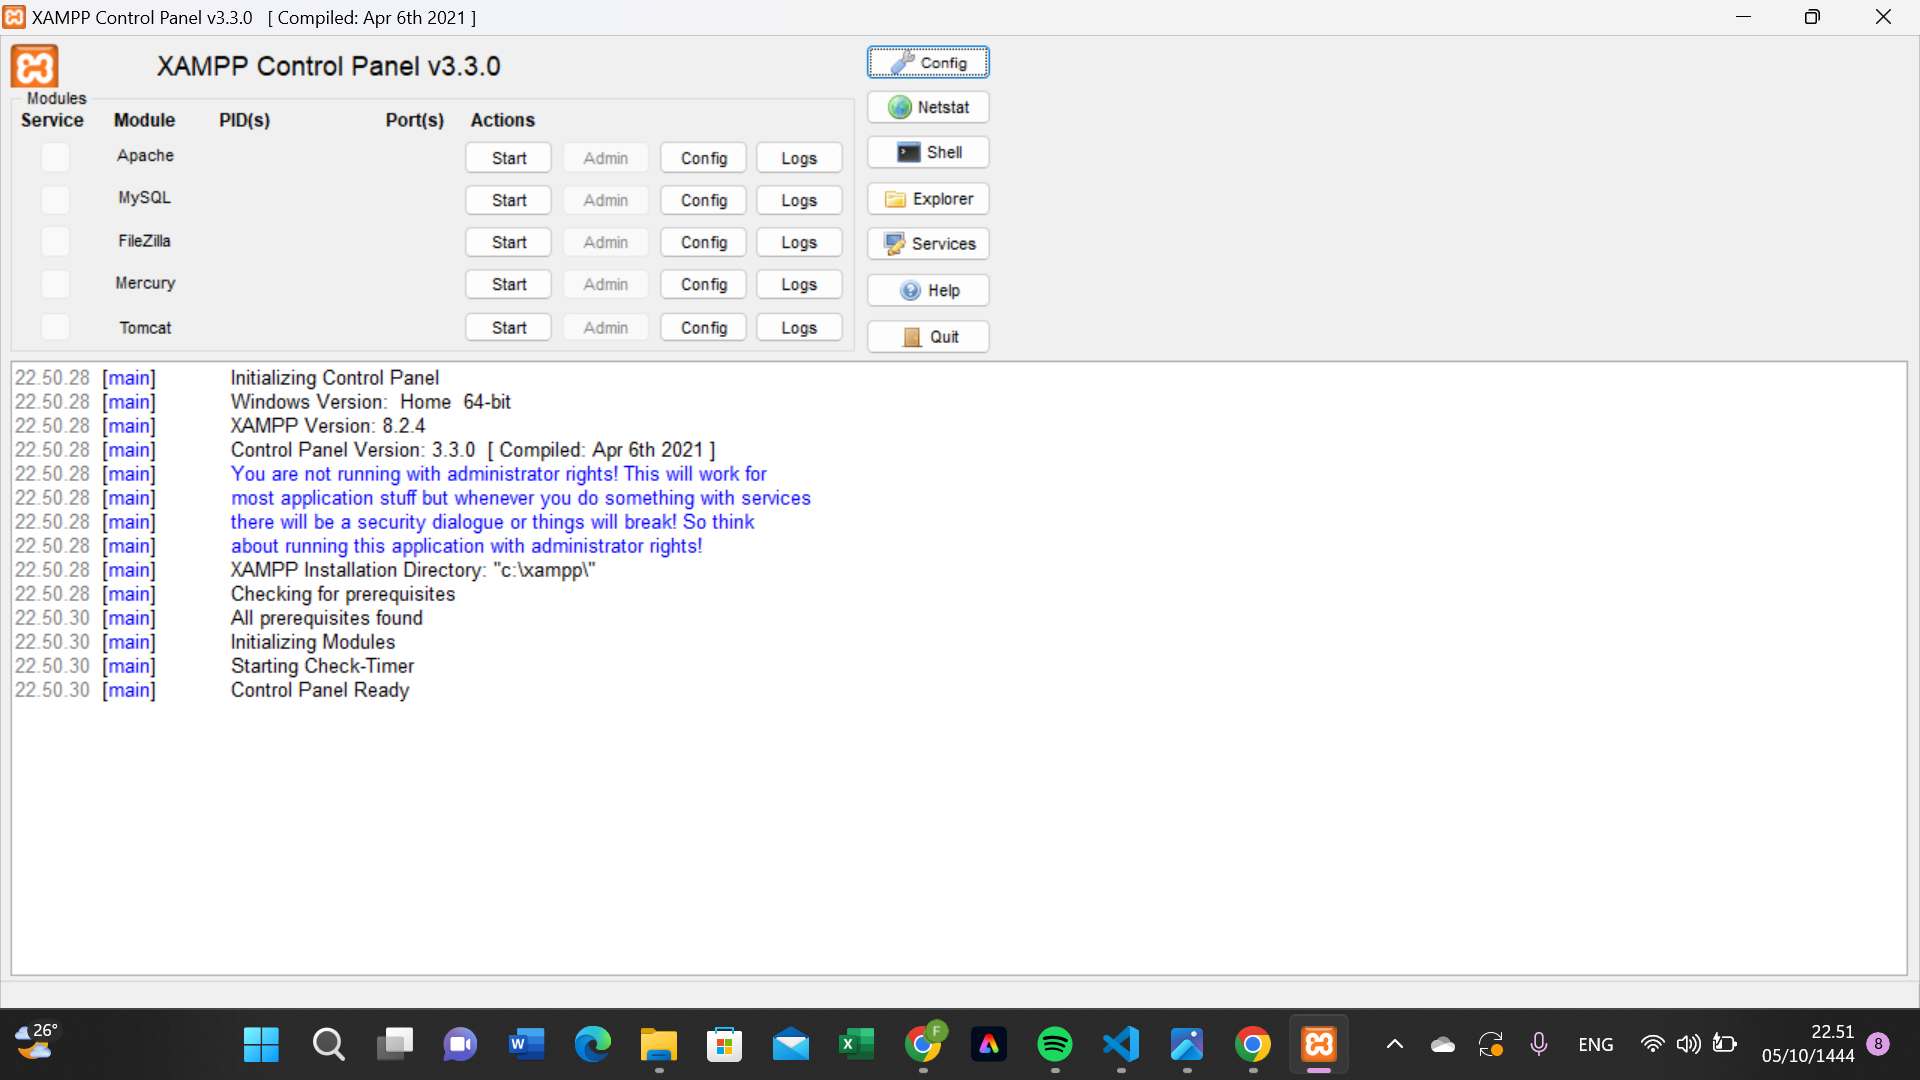 XAMPP Control Panel v3.3.0 [ Compiled: Apr 6th 2021 ]
XAMPP Control Panel v3.3.0
Config
Modules
Service Module PID(s) Port(s) Actions
Netstat
Apache Start Admin Config Logs
Shell
MySQL Start Admin Config Logs
Explorer
FileZilla Start Admin Config Logs
Services
Mercury Start Admin Config Logs
Help
Tomcat Start Admin Config Logs
Quit
22.50.28 [main] Initializing Control Panel
22.50.28 [main] Windows Version: Home 64-bit
22.50.28 [main] XAMPP Version: 8.2.4
22.50.28 [main] Control Panel Version: 3.3.0 [ Compiled: Apr 6th 2021 ]
22.50.28 [main] You are not running with administrator rights! This will work for
22.50.28 [main] most application stuff but whenever you do something with services
22.50.28 [main] there will be a security dialogue or things will break! So think
22.50.28 [main] about running this application with administrator rights!
22.50.28 [main] XAMPP Installation Directory: "c:\xampp\"
22.50.28 [main] Checking for prerequisites
22.50.30 [main] All prerequisites found
22.50.30 [main] Initializing Modules
22.50.30 [main] Starting Check-Timer
22.50.30 [main] Control Panel Ready
26°
F
ENG
22.51
05/10/1444
8